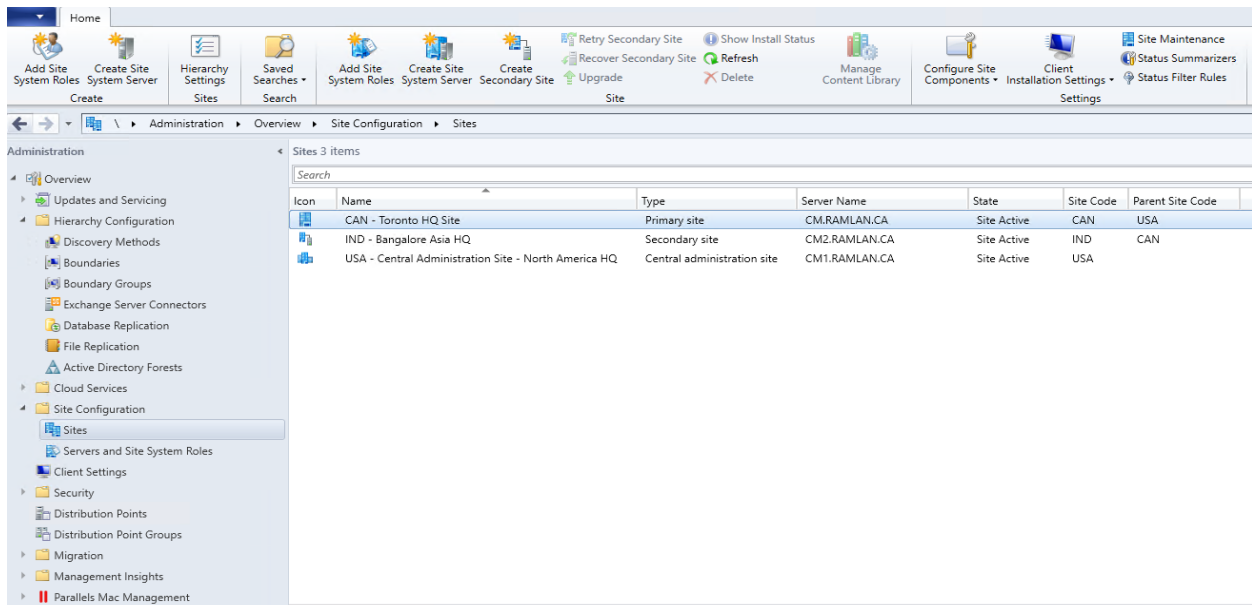 Home
Add Site System Roles
Create Site System Server
Create
Hierarchy Settings
Sites
Saved Searches
Search
Add Site System Roles
Create Site System Server
Create Secondary Site
Retry Secondary Site
Recover Secondary Site
Upgrade
Show Install Status
Refresh
Delete
Manage Content Library
Site
Configure Site Components
Client Installation Settings
Site Maintenance
Status Summarizers
Status Filter Rules
Settings
\ Administration Overview Site Configuration Sites
Administration
Overview
Updates and Servicing
Hierarchy Configuration
Discovery Methods
Boundaries
Boundary Groups
Exchange Server Connectors
Database Replication
File Replication
Active Directory Forests
Cloud Services
Site Configuration
Sites
Servers and Site System Roles
Client Settings
Security
Distribution Points
Distribution Point Groups
Migration
Management Insights
Parallels Mac Management
Sites 3 items
Search
Icon Name Type Server Name State Site Code Parent Site Code
CAN - Toronto HQ Site Primary site CM.RAMLAN.CA Site Active CAN USA
IND - Bangalore Asia HQ Secondary site CM2.RAMLAN.CA Site Active IND CAN
USA - Central Administration Site - North America HQ Central administration site CM1.RAMLAN.CA Site Active USA